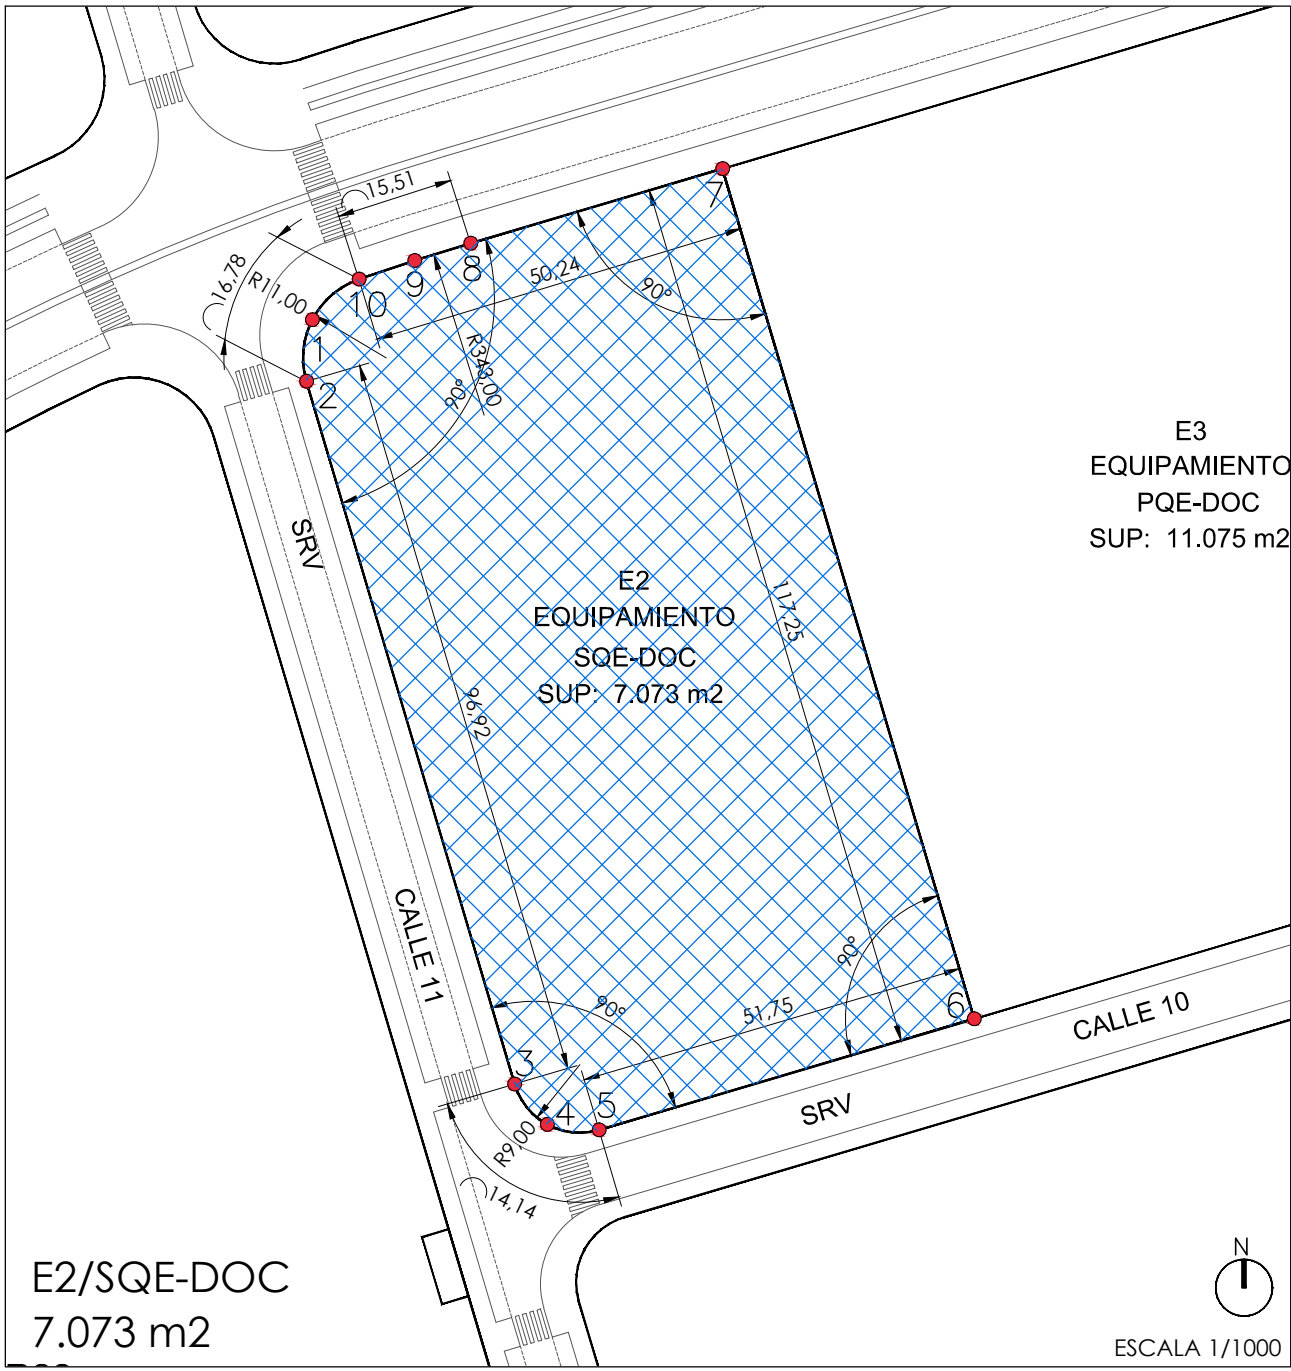 15,51
16,78
R11,00
10
9
8
7
1
2
50,24
90°
R343,00
90°
E3
EQUIPAMIENTO
PQE-DOC
SUP: 11.075 m2
SRV
E2
EQUIPAMIENTO
SQE-DOC
SUP: 7.073 m2
117,25
96,92
CALLE 11
90°
90°
51,75
6
CALLE 10
3
4
5
SRV
R9,00
14,14
E2/SQE-DOC
7.073 m2
N
ESCALA 1/1000